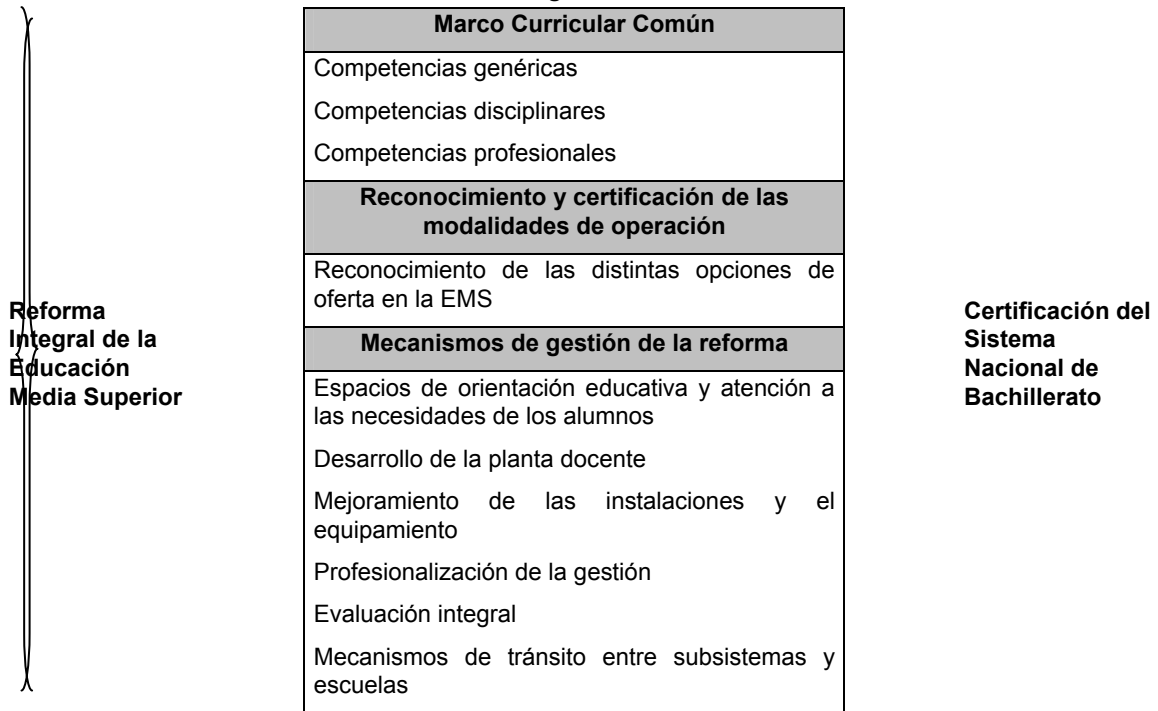 Marco Curricular Común
Competencias genéricas
Competencias disciplinares
Competencias profesionales
Reconocimiento y certificación de las
modalidades de operación
Reconocimiento de las distintas opciones de
oferta en la EMS
Reforma
Integral de la
Educación
Media Superior
Mecanismos de gestión de la reforma
Espacios de orientación educativa y atención a
las necesidades de los alumnos
Desarrollo de la planta docente
Mejoramiento de las instalaciones y el
equipamiento
Profesionalización de la gestión
Evaluación integral
Mecanismos de tránsito entre subsistemas y
escuelas
Certificación del
Sistema
Nacional de
Bachillerato